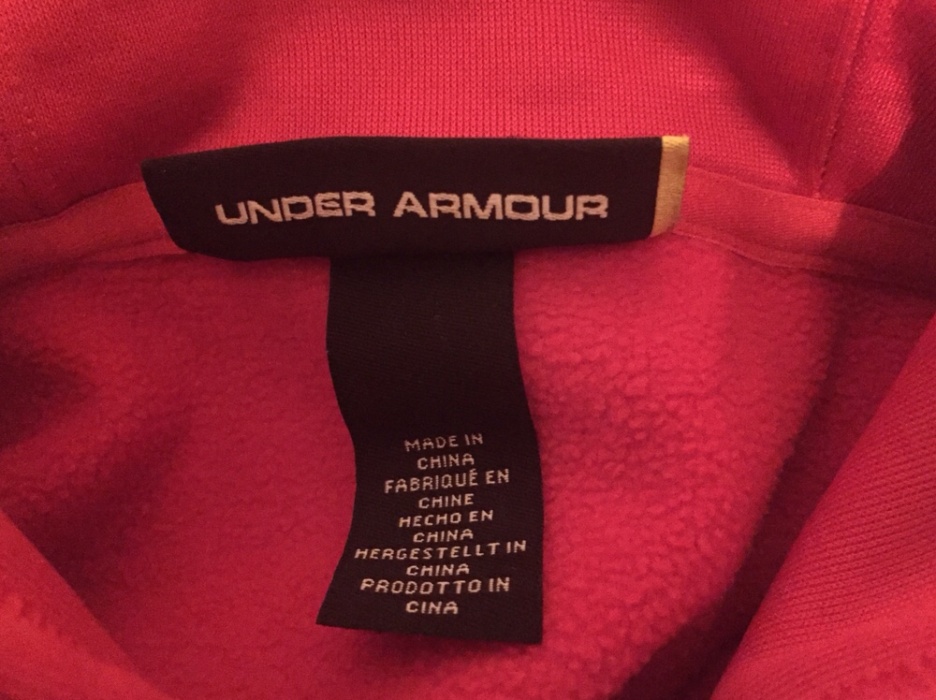 UNDER ARMOUR
MADE IN
CHINA
FABRIQUÉ EN
CHINE
HECHO EN
CHINA
HERGESTELLT IN
CHINA
PRODOTTO IN
CINA